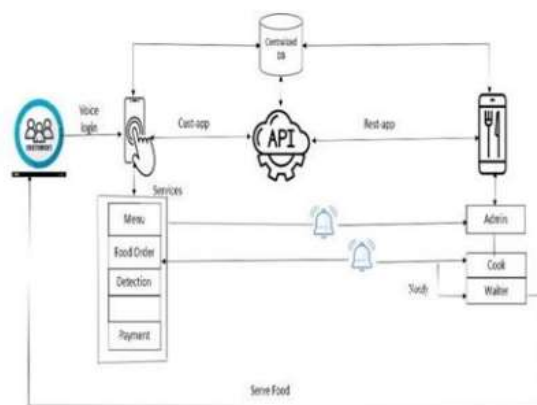 Centralized
DB
Voice
login
Cust-app
API
Rest-app
CUSTOMERS
Services
Menu
Food Order
Detection
Payment
Admin
Cook
Notify
Waiter
Serve Food